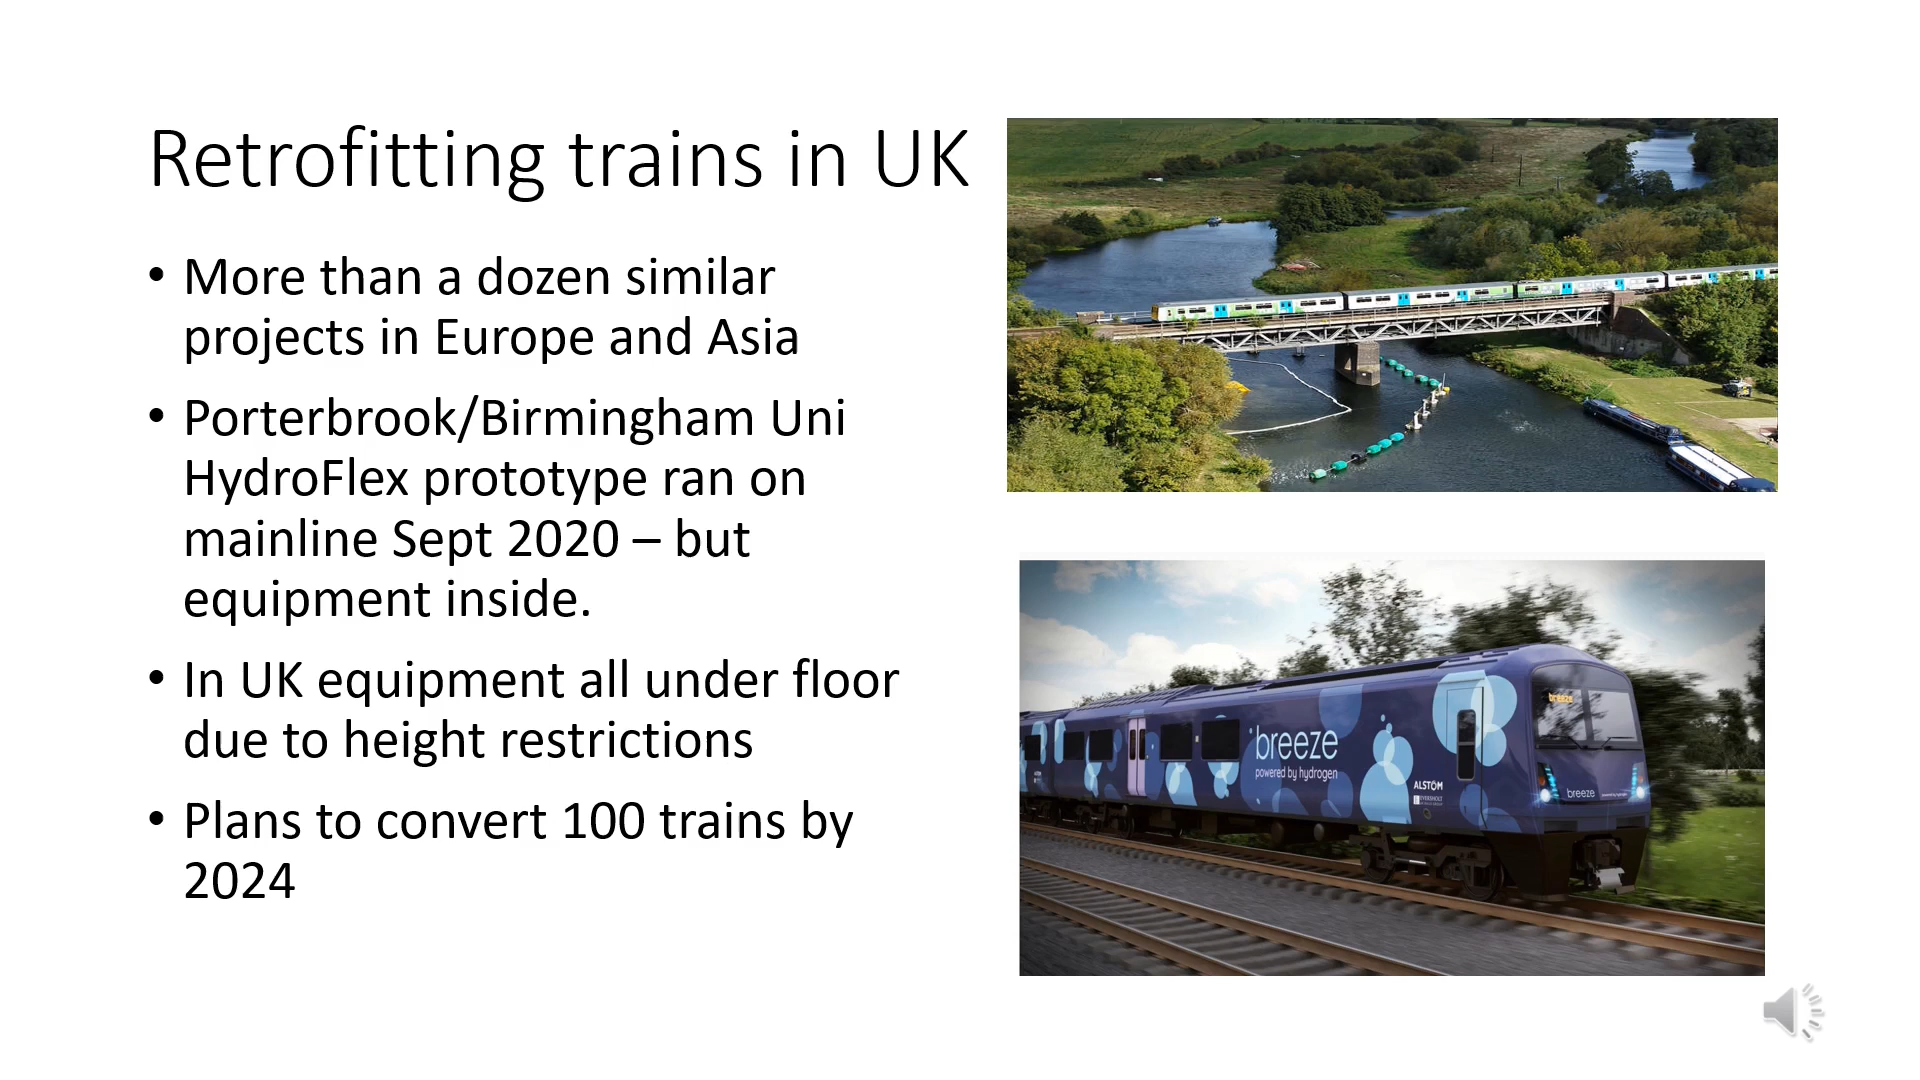 Retrofitting trains in UK
• More than a dozen similar
projects in Europe and Asia
• Porterbrook/Birmingham Uni
HydroFlex prototype ran on
mainline Sept 2020 – but
equipment inside.
• In UK equipment all under floor
due to height restrictions
• Plans to convert 100 trains by
2024
breeze
breeze
powered by hydrogen
ALSTOM
breeze